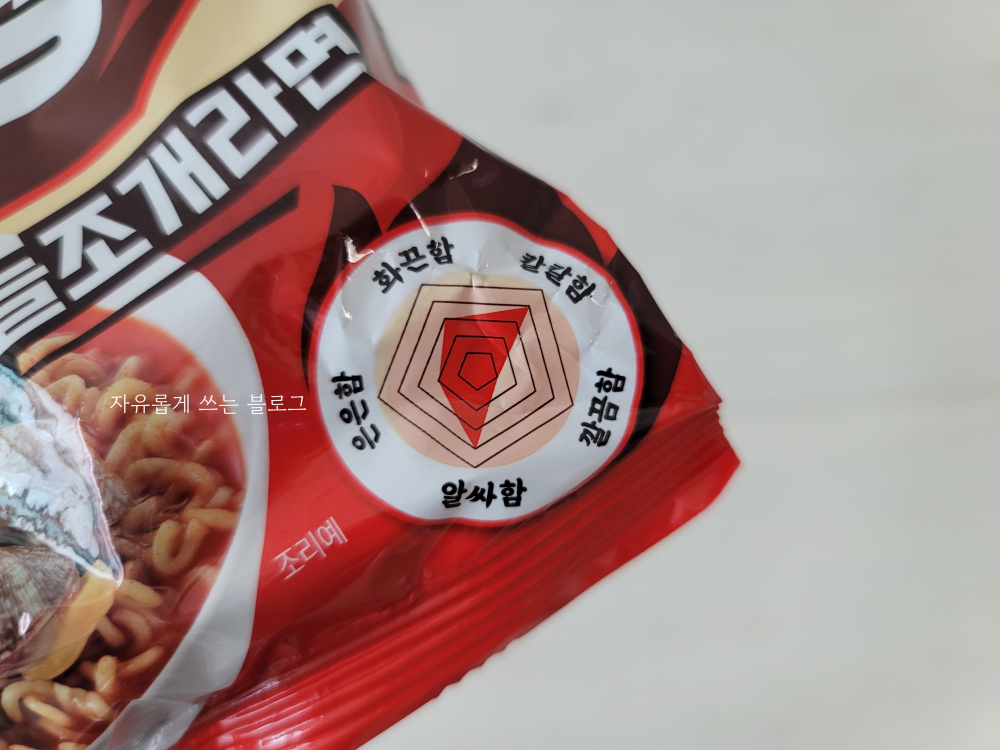 조개라면
화끈함
칼칼함
은은함
깔끔함
알싸함
자유롭게 쓰는 블로그
조리예